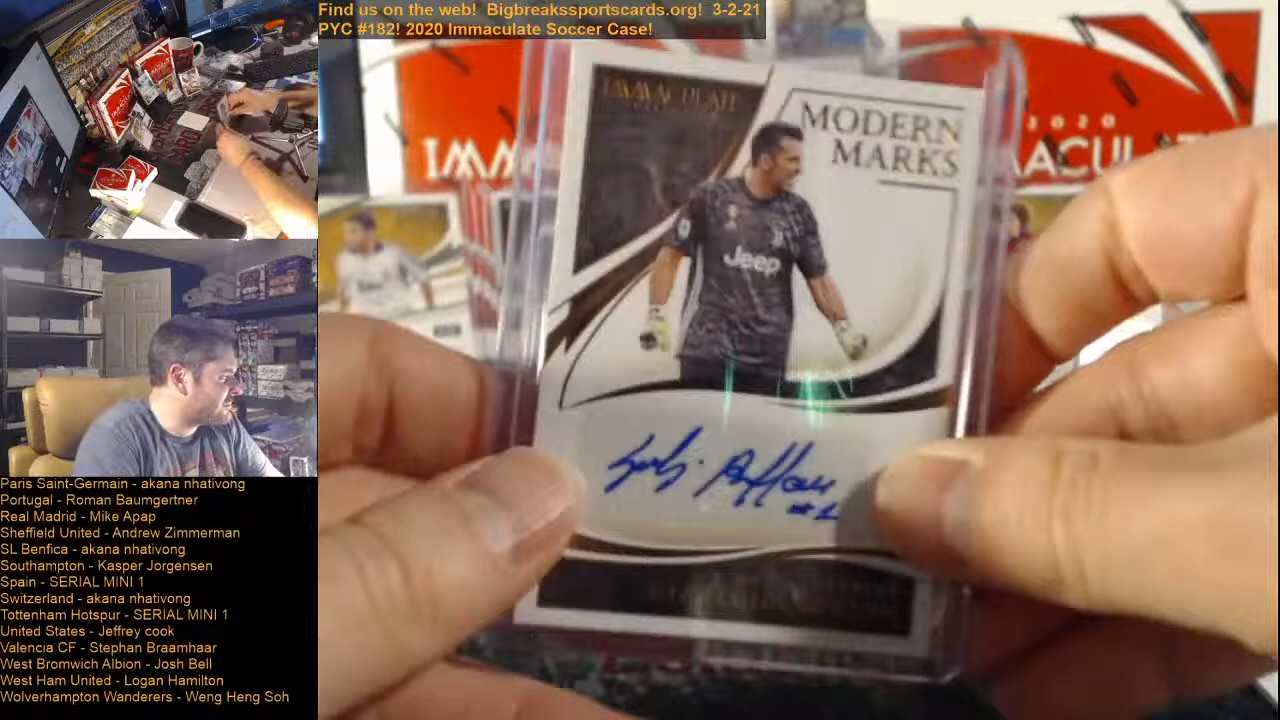 Find us on the web! Bigbreakssportscards.org! 3-2-21
PYC #182! 2020 Immaculate Soccer Case!
IMMACULATE
MODERN
MARKS
Jeep
#1
2020
Paris Saint-Germain - akana nhativong
Portugal - Roman Baumgertner
Real Madrid - Mike Apap
Sheffield United - Andrew Zimmerman
SL Benfica - akana nhativong
Southampton - Kasper Jorgensen
Spain - SERIAL MINI 1
Switzerland - akana nhativong
Tottenham Hotspur - SERIAL MINI 1
United States - Jeffrey cook
Valencia CF - Stephan Braamhaar
West Bromwich Albion - Josh Bell
West Ham United - Logan Hamilton
Wolverhampton Wanderers - Weng Heng Soh